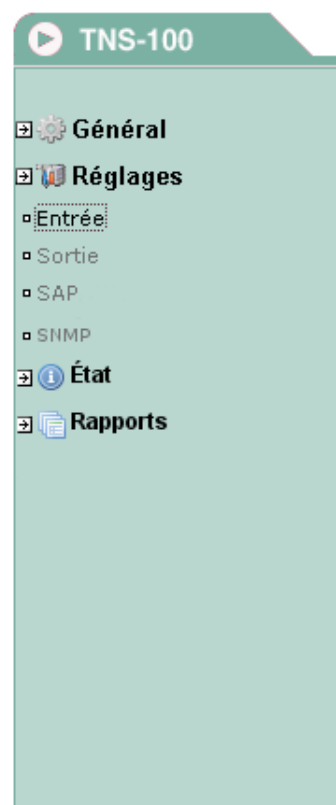 TNS-100
Général
Réglages
Entrée
Sortie
SAP
SNMP
État
Rapports